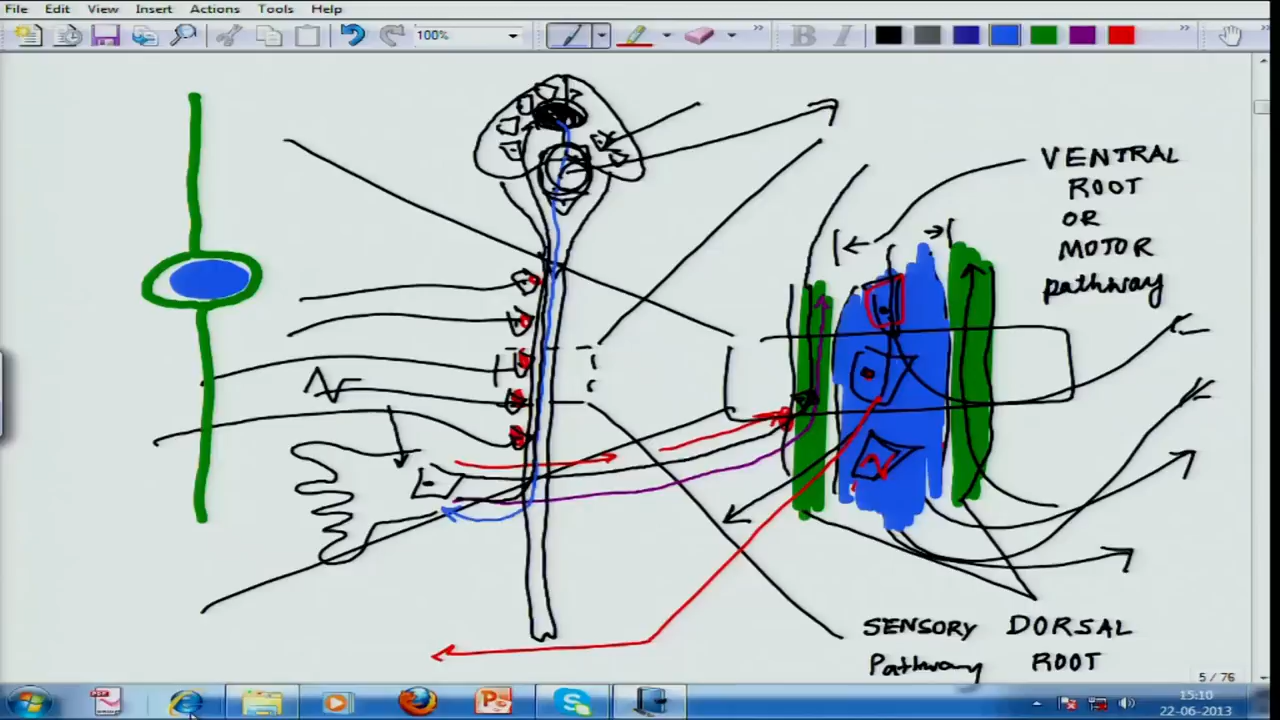 File Edit View Insert Actions Tools Help
100%
B I
VENTRAL
ROOT
OR
MOTOR
pathway
SENSORY
Pathway
DORSAL
ROOT
5 / 76
15:10
22-06-2013